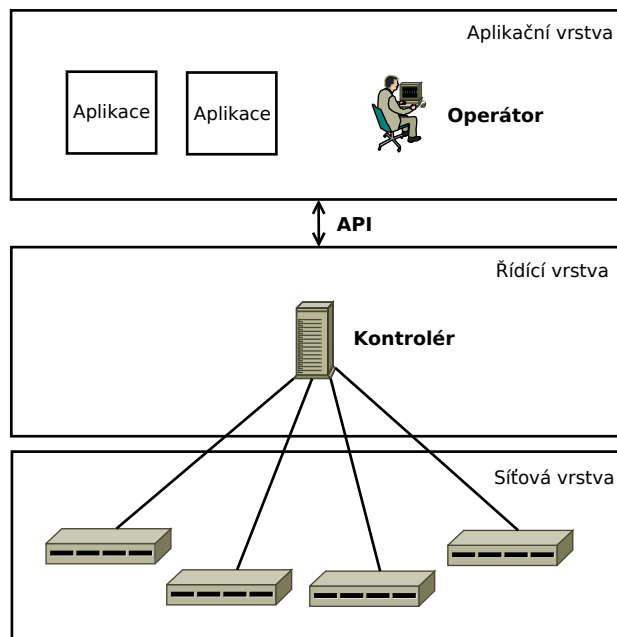 Aplikační vrstva
Aplikace
Aplikace
Operátor
API
Řídící vrstva
Kontrolér
Síťová vrstva